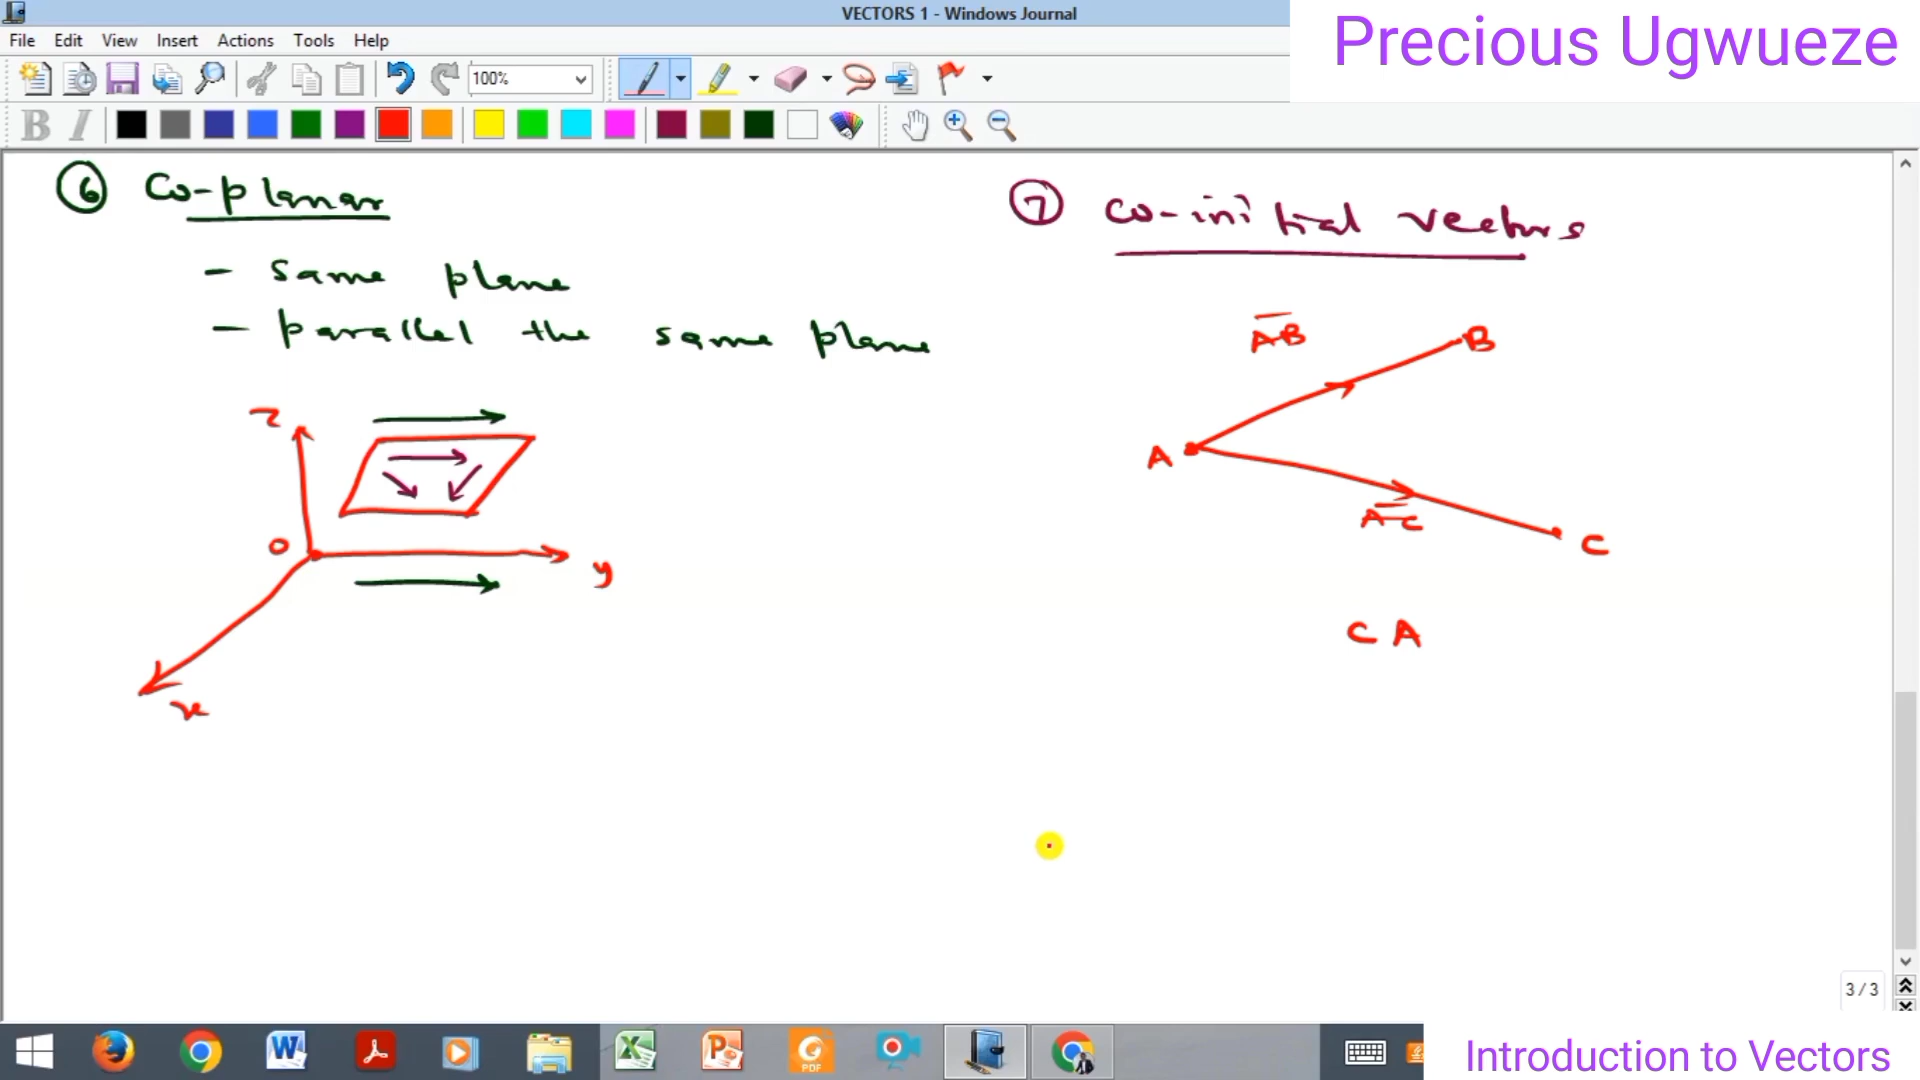 VECTORS 1 - Windows Journal
Precious Ugwueze
File Edit View Insert Actions Tools Help
100%
B I
6 Co-planar
- same plane
- parallel the same plane
z
O
y
x
7 co-initial vectors
AB
B
A
AC
C
CA
3 / 3
Introduction to Vectors